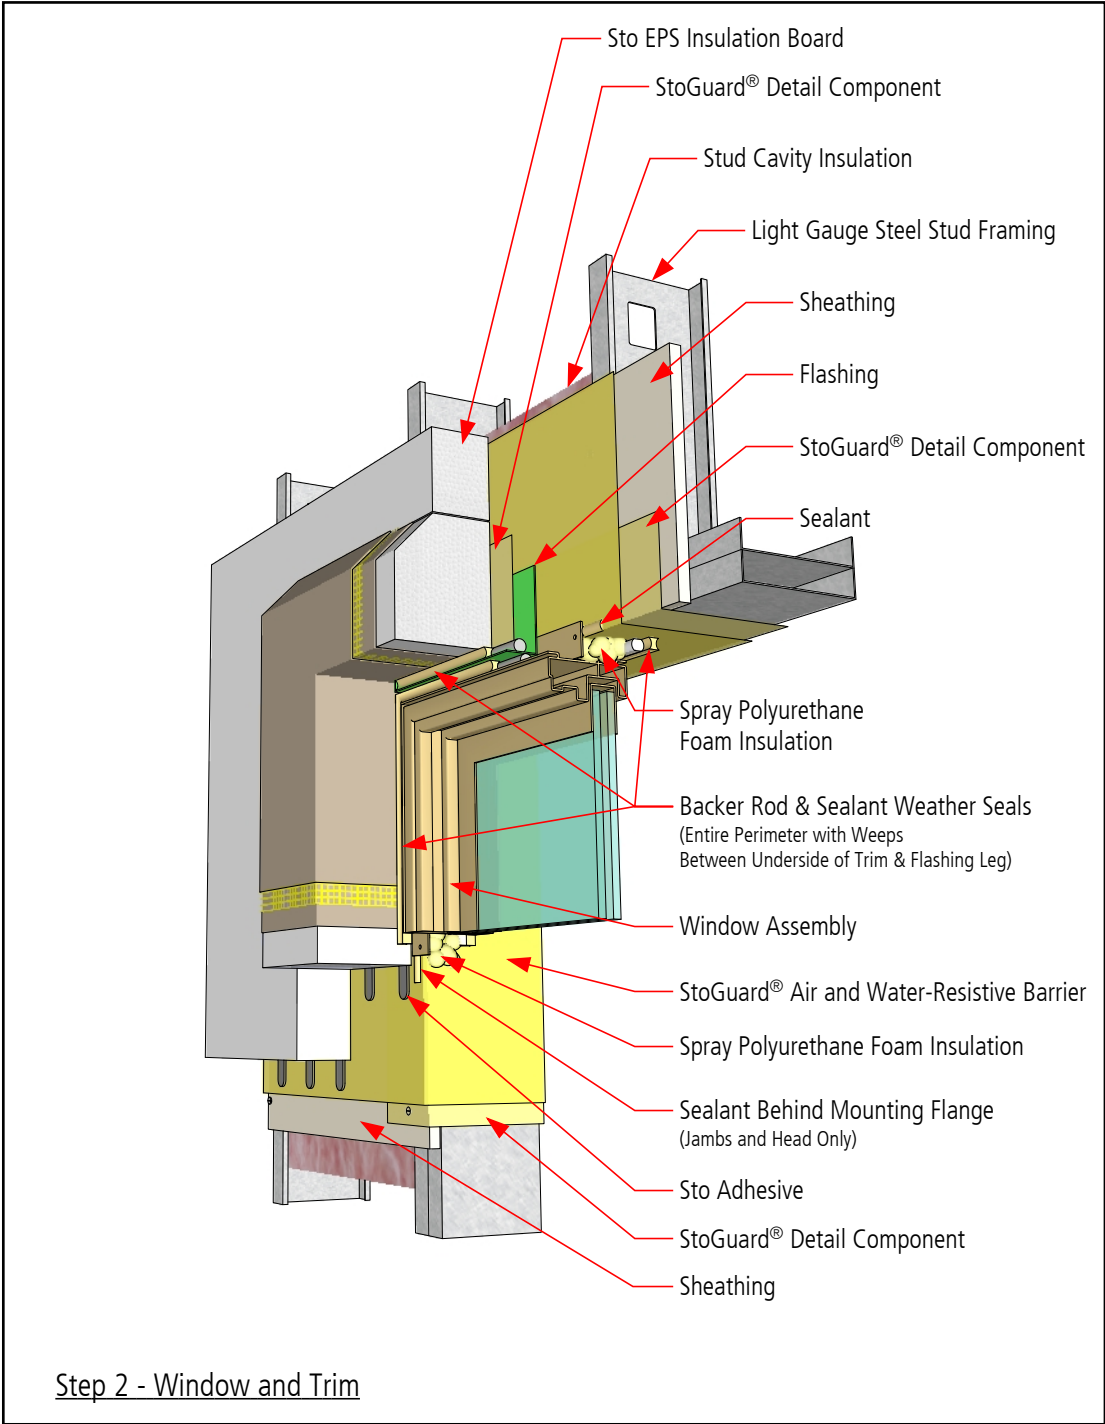 Sto EPS Insulation Board
StoGuard® Detail Component
Stud Cavity Insulation
Light Gauge Steel Stud Framing
Sheathing
Flashing
StoGuard® Detail Component
Sealant
Spray Polyurethane
Foam Insulation
Backer Rod & Sealant Weather Seals
(Entire Perimeter with Weeps
Between Underside of Trim & Flashing Leg)
Window Assembly
StoGuard® Air and Water-Resistive Barrier
Spray Polyurethane Foam Insulation
Sealant Behind Mounting Flange
(Jambs and Head Only)
Sto Adhesive
StoGuard® Detail Component
Sheathing
Step 2 - Window and Trim